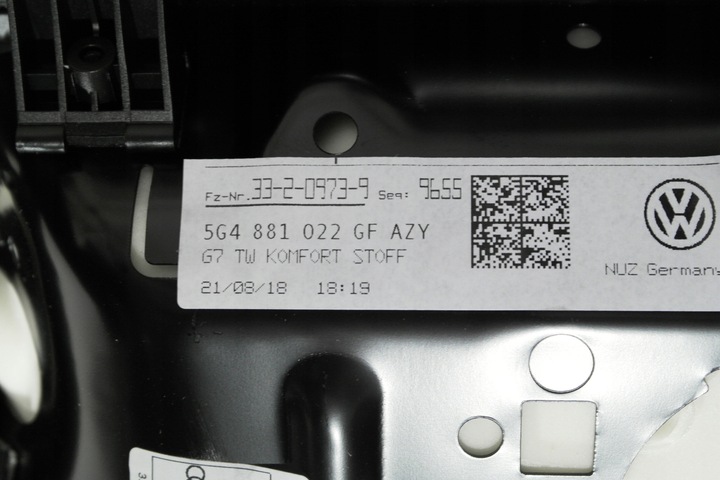 Fz-Nr. 33-2-0973-9 Seq: 9655
5G4 881 022 GF AZY
G7 TW KOMFORT STOFF
21/08/18 18:19
NUZ Germany